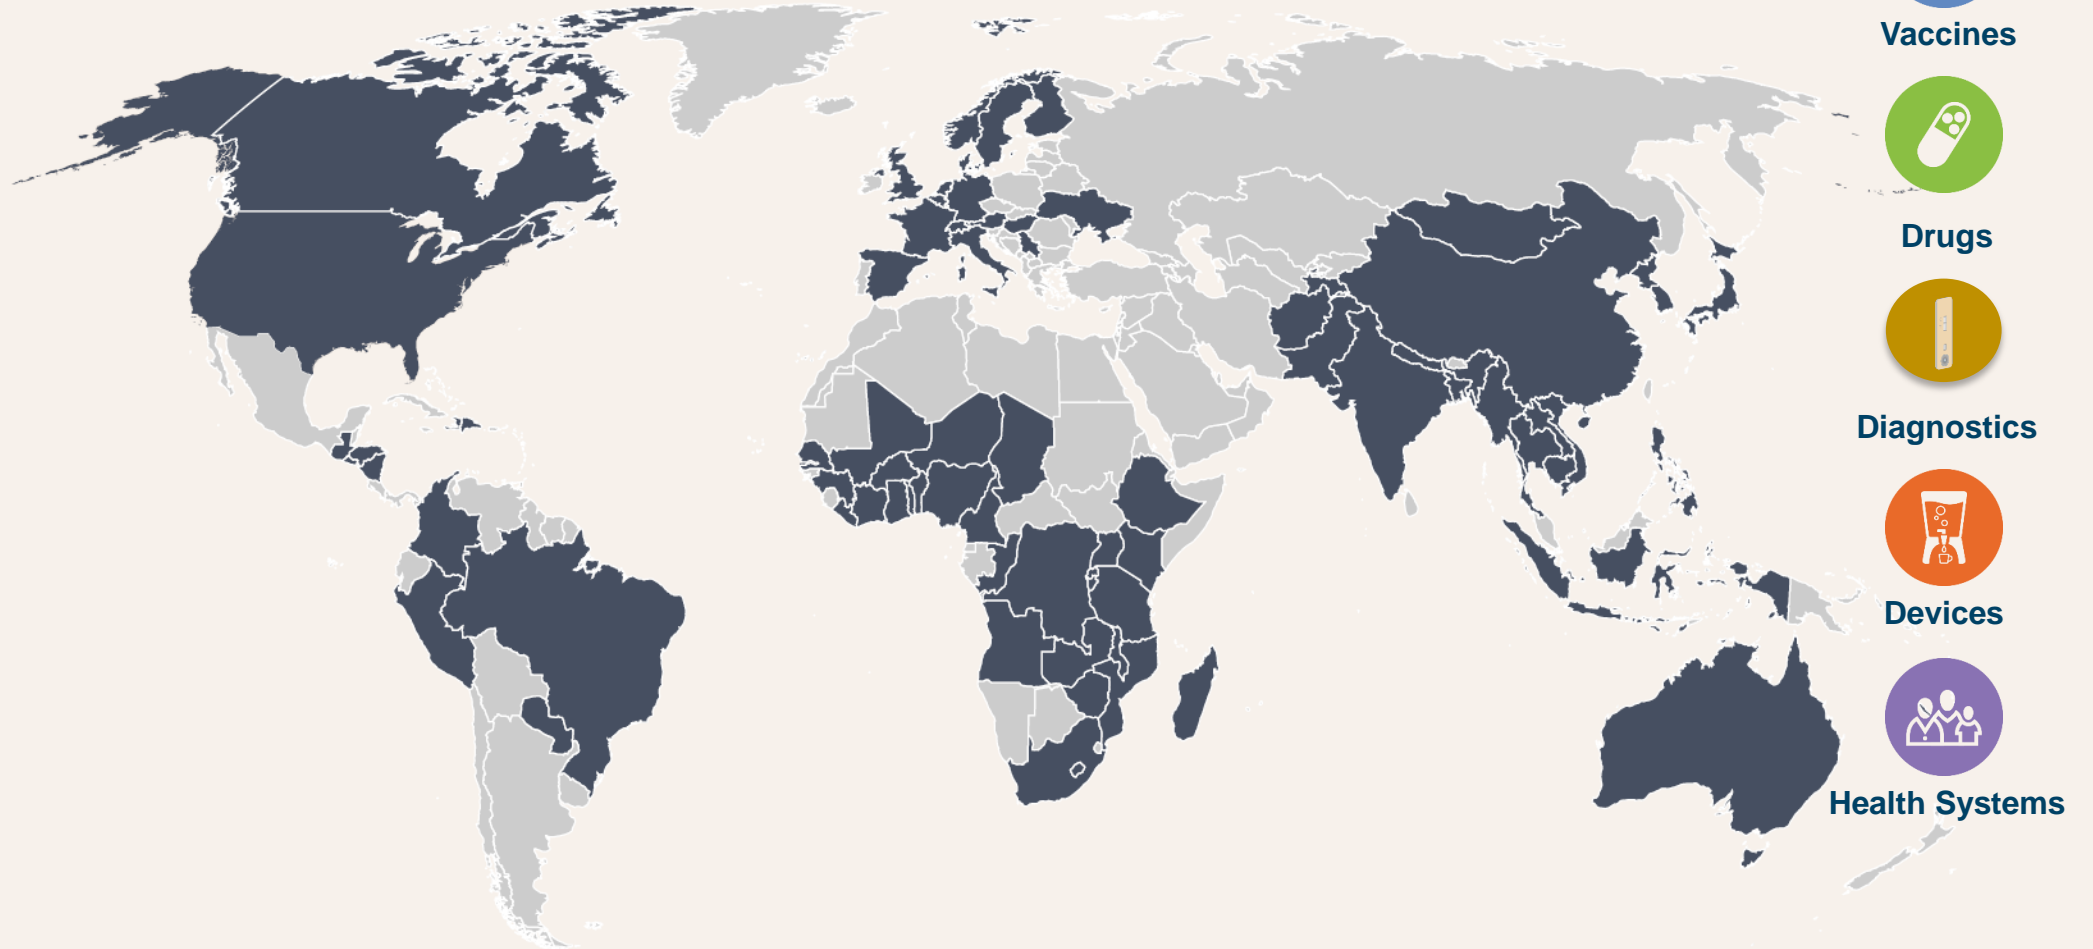 Vaccines
Drugs
Diagnostics
Devices
Health Systems